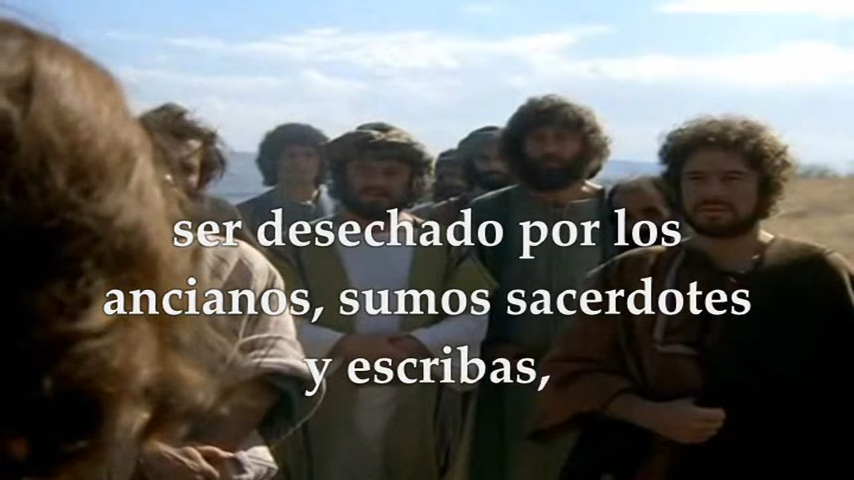 ser desechado por los
ancianos, sumos sacerdotes
y escribas,